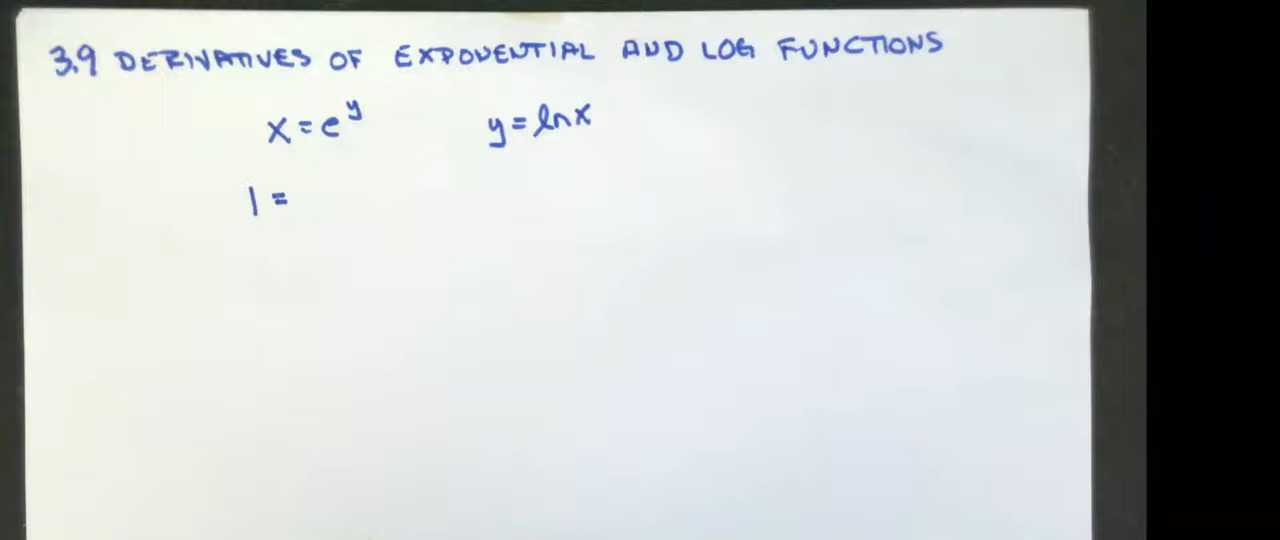 3.9 DERIVATIVES OF EXPONENTIAL AND LOG FUNCTIONS
x = e^y y = ln x
1 =